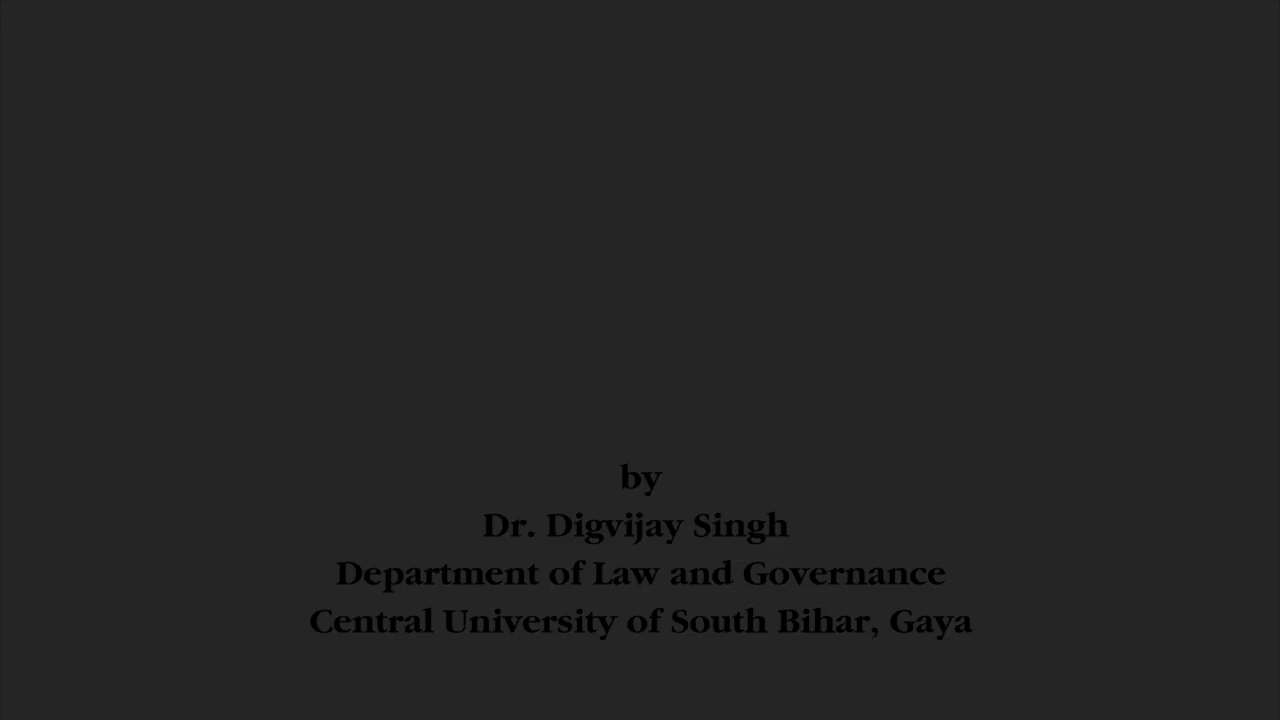 by
Dr. Digvijay Singh
Department of Law and Governance
Central University of South Bihar, Gaya